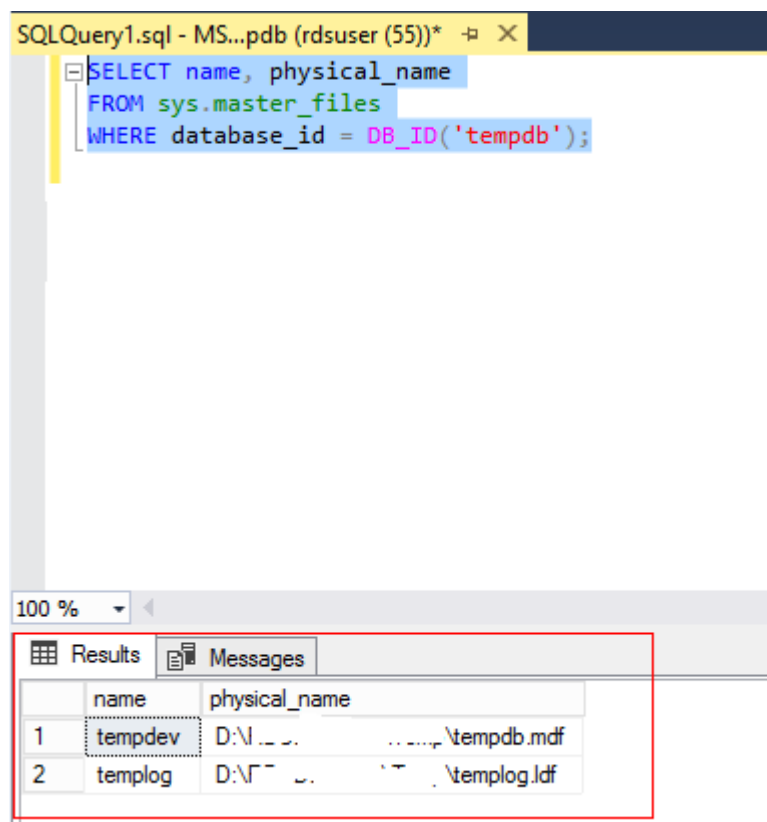 SQLQuery1.sql - MS...pdb (rdsuser (55))*
SELECT name, physical_name
FROM sys.master_files
WHERE database_id = DB_ID('tempdb');
100 %
Results Messages
name physical_name
1 tempdev D:\ \tempdb.mdf
2 templog D:\ \templog.ldf